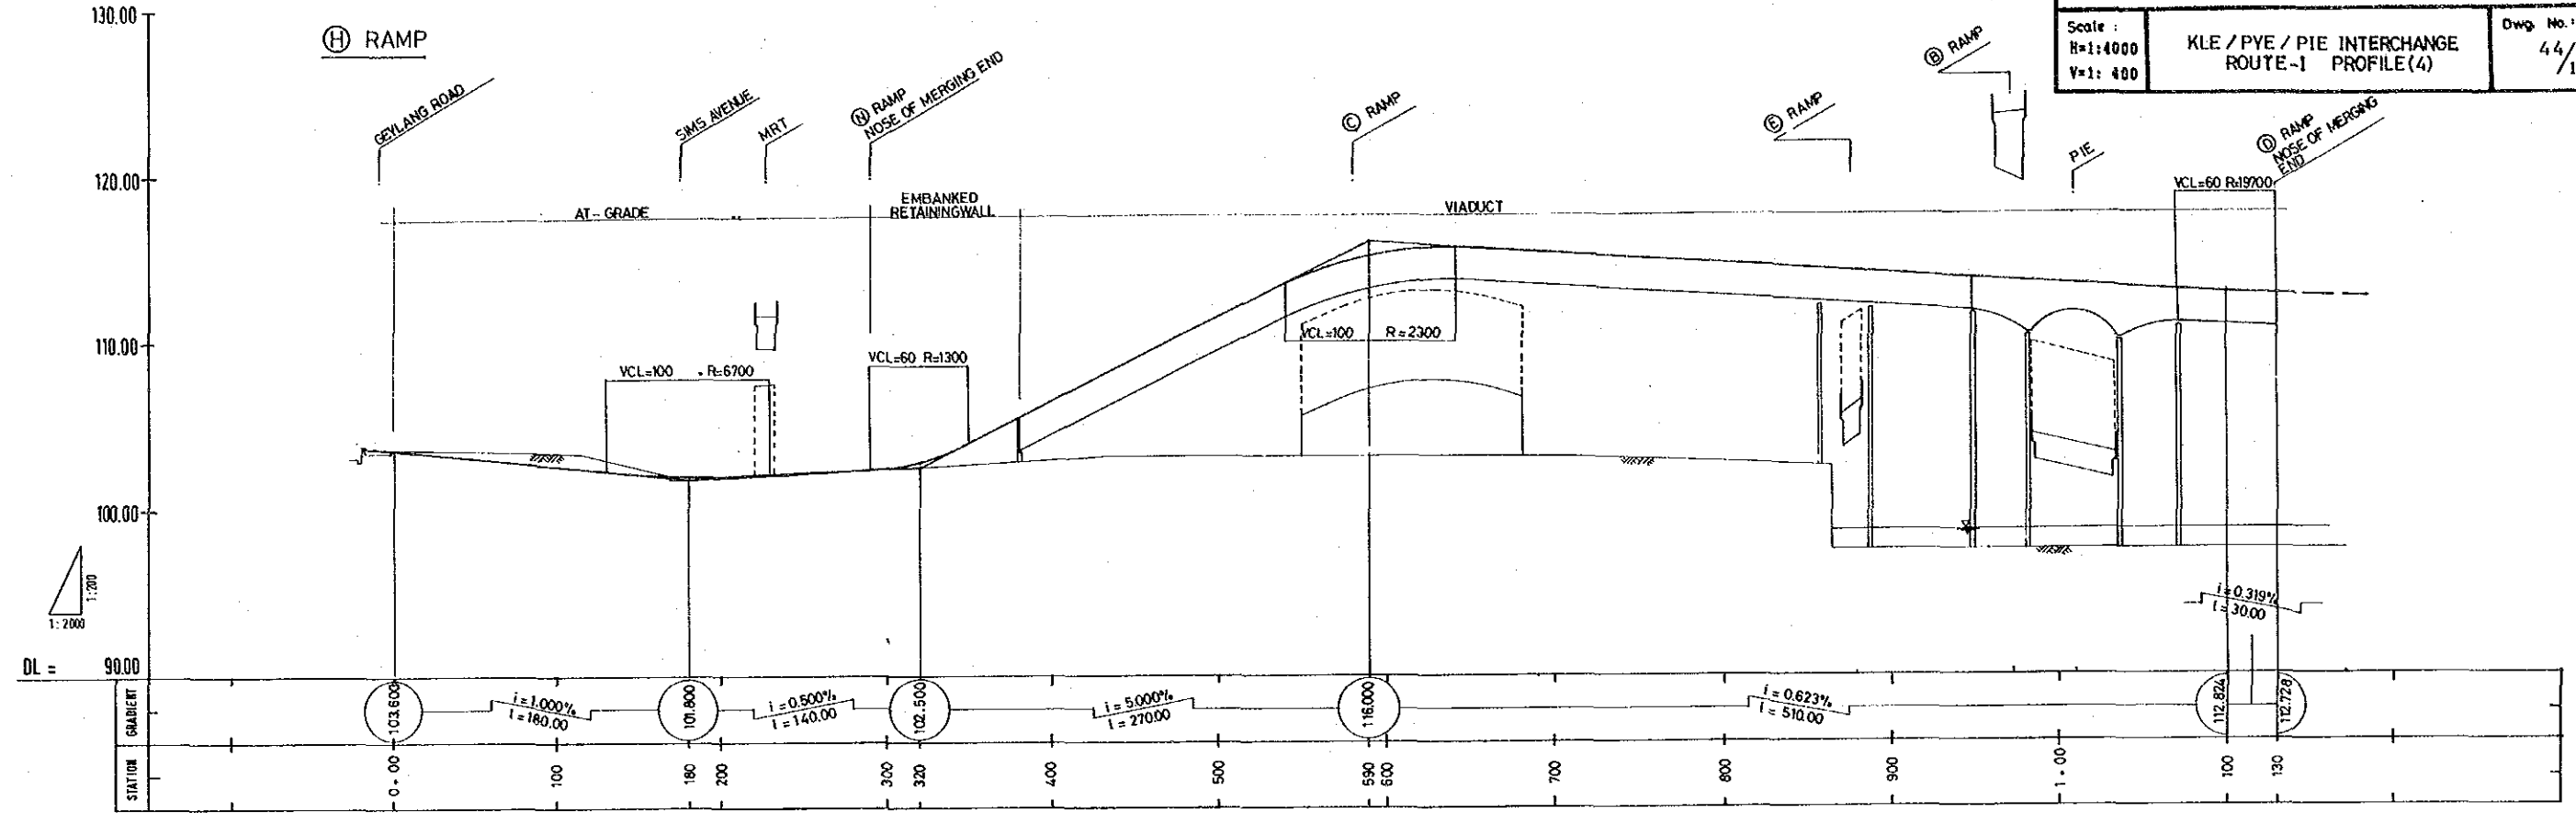 130.00
Ⓗ RAMP
Scale :
H=1:4000
V=1: 400
KLE / PYE / PIE INTERCHANGE
ROUTE-1 PROFILE(4)
Dwg. No.:
44/
/1
GEYLANG ROAD
SIMS AVENUE
MRT
Ⓝ RAMP
NOSE OF MERGING END
Ⓒ RAMP
Ⓔ RAMP
Ⓑ RAMP
PIE
Ⓓ RAMP
NOSE OF MERGING
END
120.00
VCL=60 R=19700
AT-GRADE
EMBANKED
RETAININGWALL
VIADUCT
110.00
VCL=100 R=6700
VCL=60 R=1300
VCL=100 R=2300
100.00
1:200
1:2000
i=0.319%
l=30.00
DL = 90.00
GRADIENT
103.600
i=1.000%
l=180.00
101.800
i=0.500%
l=140.00
102.500
i=5.000%
l=270.00
116.000
i=0.623%
l=510.00
112.824
112.728
STATION
0+00
100
180
200
300
320
400
500
590
600
700
800
900
1+00
100
130